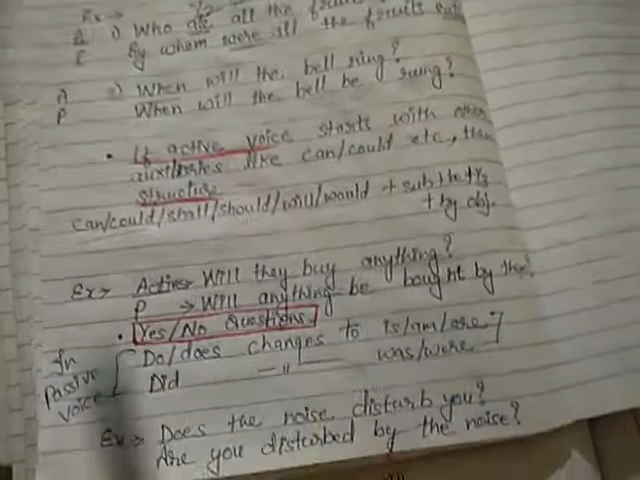 Ex→
A 1) Who ate all the fruits
By whom were all the fruits eat
A 2) When will the bell ring?
P When will the bell be rung?
• If active voice starts with
auxiliaries like can/could etc, then
structure
can/could/shall/should/will/would + sub + be + V3
+ by obj.
Ex→ Active→ Will they buy anything?
P → Will anything be bought by
• Yes/No Questions.
In Passive Voice
Do/does changes to is/am/are
Did —〃— was/were
Ex:→ Does the noise disturb you?
Are you disturbed by the noise?